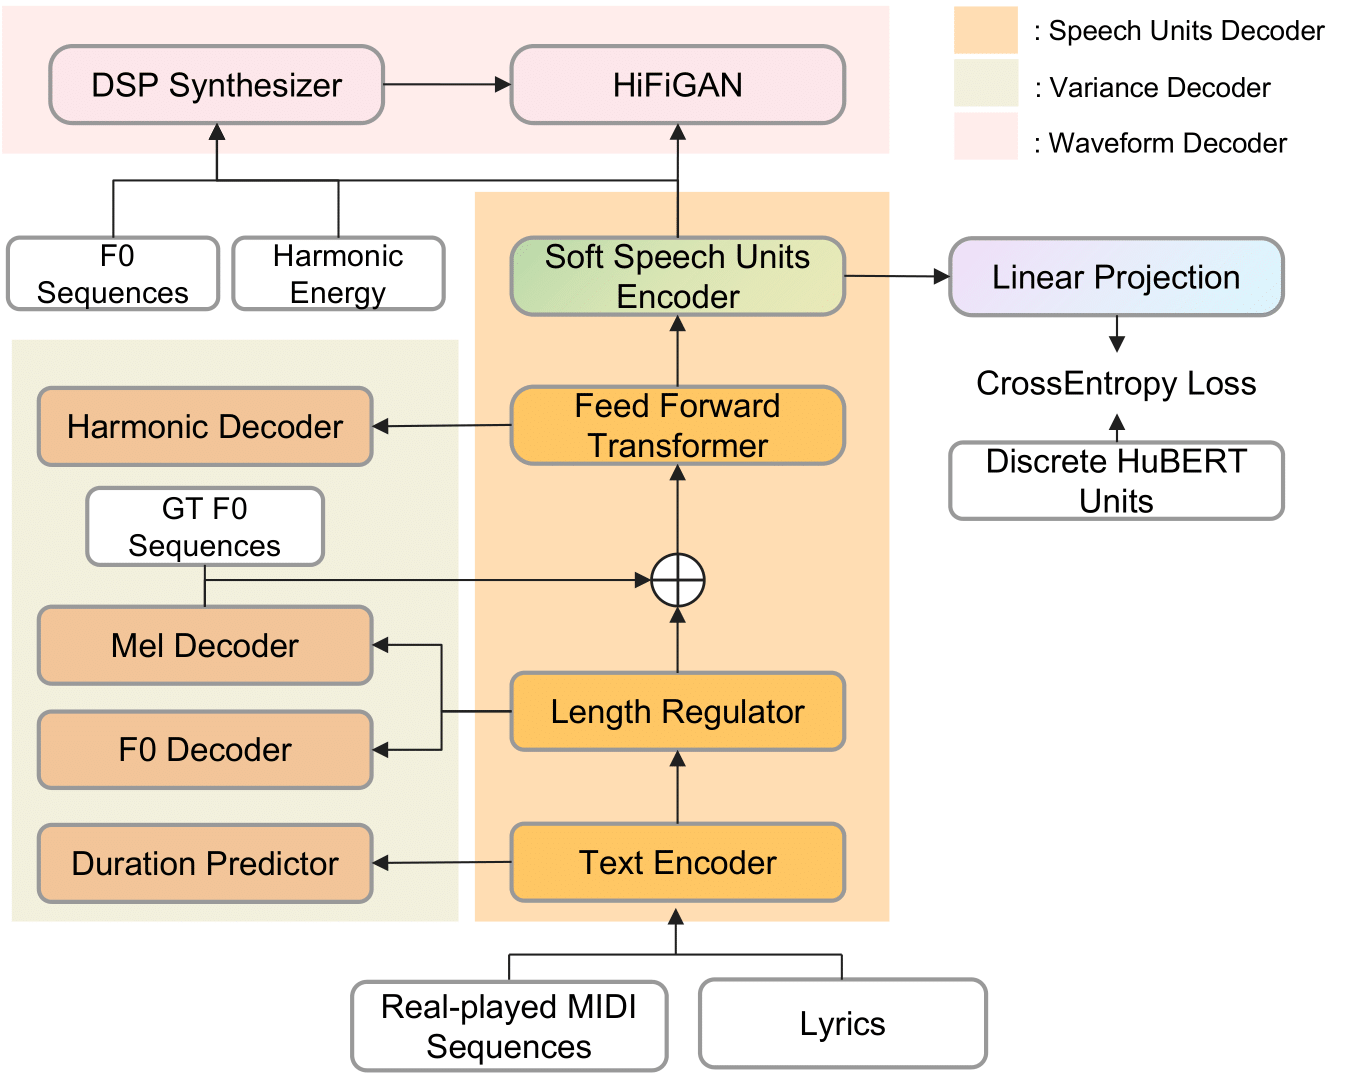 DSP Synthesizer
HiFiGAN
: Speech Units Decoder
: Variance Decoder
: Waveform Decoder
F0
Sequences
Harmonic
Energy
Soft Speech Units
Encoder
Linear Projection
CrossEntropy Loss
Discrete HuBERT
Units
Harmonic Decoder
Feed Forward
Transformer
GT F0
Sequences
Mel Decoder
F0 Decoder
Length Regulator
Duration Predictor
Text Encoder
Real-played MIDI
Sequences
Lyrics